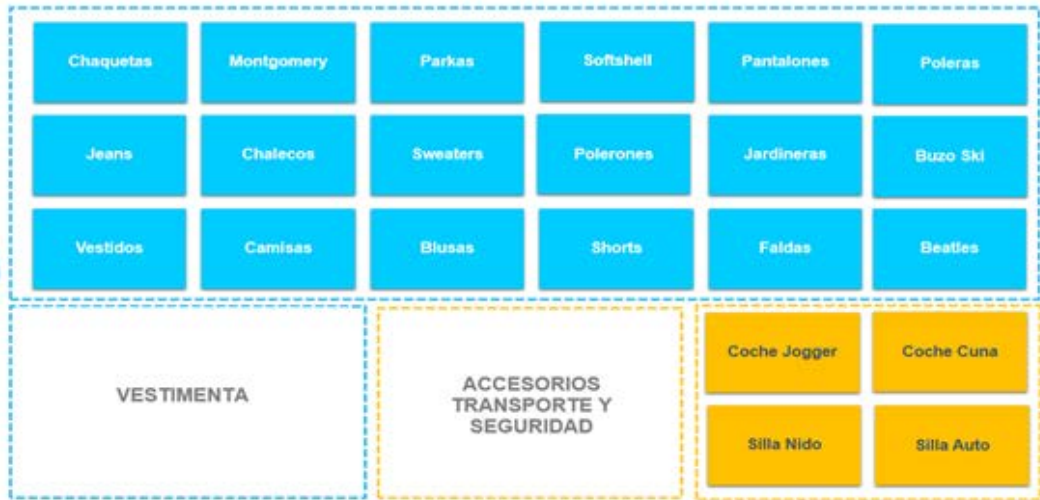 Chaquetas
Montgomery
Parkas
Softshell
Pantalones
Poleras
Jeans
Chalecos
Sweaters
Polerones
Jardineras
Buzo Ski
Vestidos
Camisas
Blusas
Shorts
Faldas
Beatles
VESTIMENTA
ACCESORIOS
TRANSPORTE Y
SEGURIDAD
Coche Jogger
Coche Cuna
Silla Nido
Silla Auto